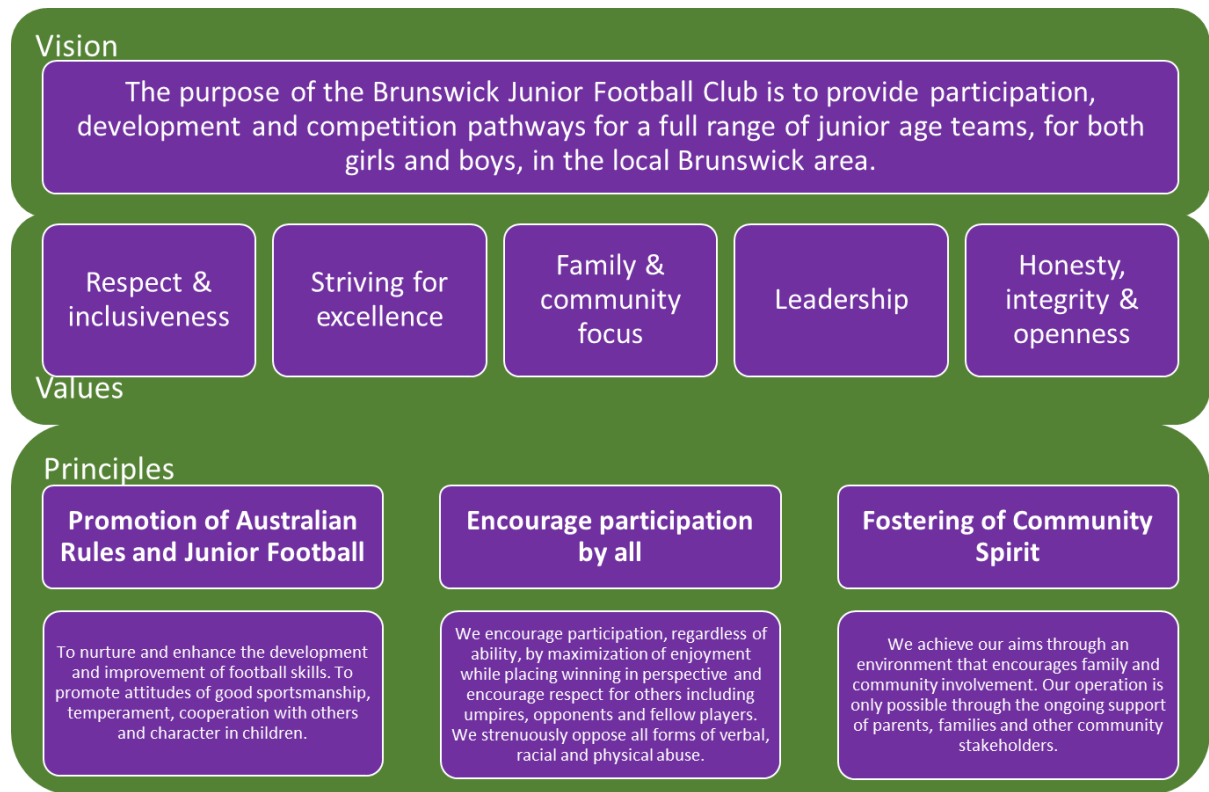 Vision
The purpose of the Brunswick Junior Football Club is to provide participation,
development and competition pathways for a full range of junior age teams, for both
girls and boys, in the local Brunswick area.
Respect &
inclusiveness
Striving for
excellence
Family &
community
focus
Leadership
Honesty,
integrity &
openness
Values
Principles
Promotion of Australian
Rules and Junior Football
To nurture and enhance the development
and improvement of football skills. To
promote attitudes of good sportsmanship,
temperament, cooperation with others
and character in children.
Encourage participation
by all
We encourage participation, regardless of
ability, by maximization of enjoyment
while placing winning in perspective and
encourage respect for others including
umpires, opponents and fellow players.
We strenuously oppose all forms of verbal,
racial and physical abuse.
Fostering of Community
Spirit
We achieve our aims through an
environment that encourages family and
community involvement. Our operation is
only possible through the ongoing support
of parents, families and other community
stakeholders.